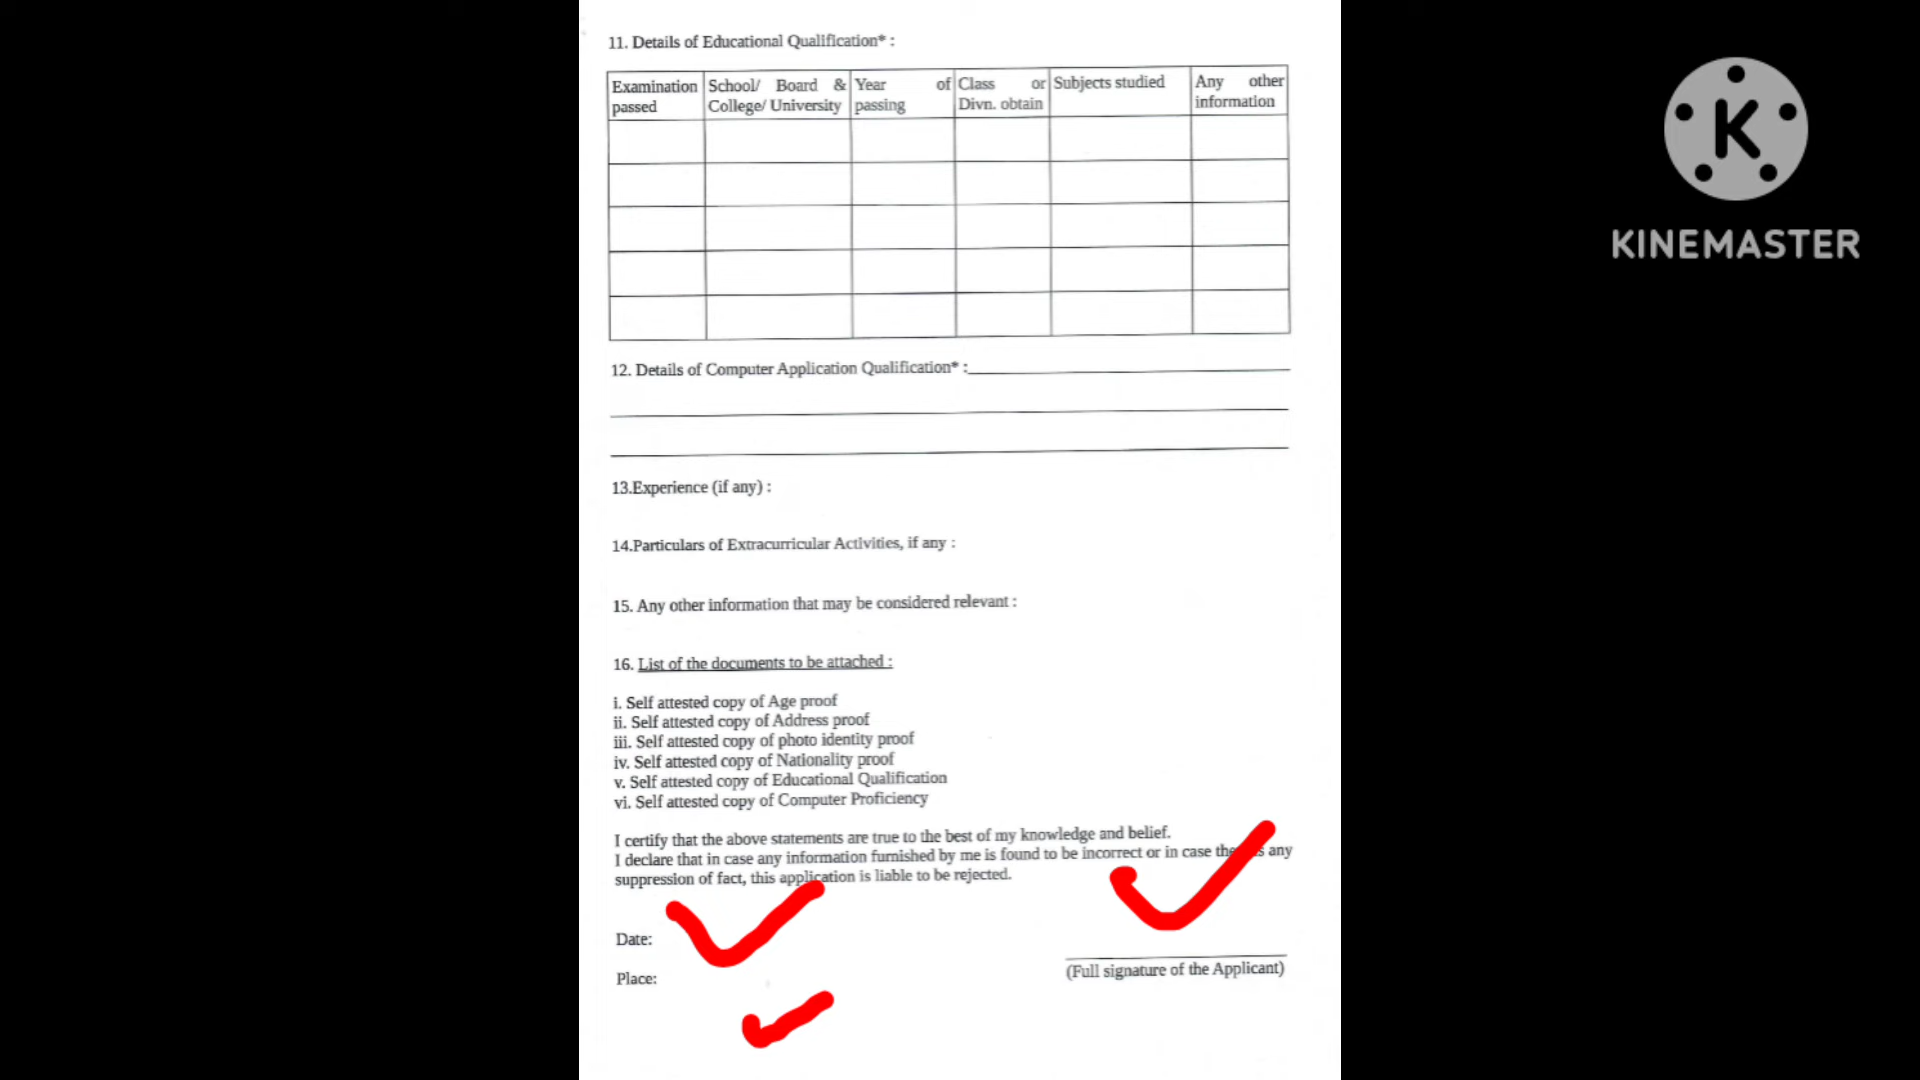 11. Details of Educational Qualification* :
Examination passed
School/ Board & College/ University
Year of passing
Class or Divn. obtain
Subjects studied
Any other information
12. Details of Computer Application Qualification* :
13.Experience (if any) :
14.Particulars of Extracurricular Activities, if any :
15. Any other information that may be considered relevant :
16. List of the documents to be attached :
i. Self attested copy of Age proof
ii. Self attested copy of Address proof
iii. Self attested copy of photo identity proof
iv. Self attested copy of Nationality proof
v. Self attested copy of Educational Qualification
vi. Self attested copy of Computer Proficiency
I certify that the above statements are true to the best of my knowledge and belief.
I declare that in case any information furnished by me is found to be incorrect or in case any
suppression of fact, this application is liable to be rejected.
Date:
Place:
(Full signature of the Applicant)
K
KINEMASTER